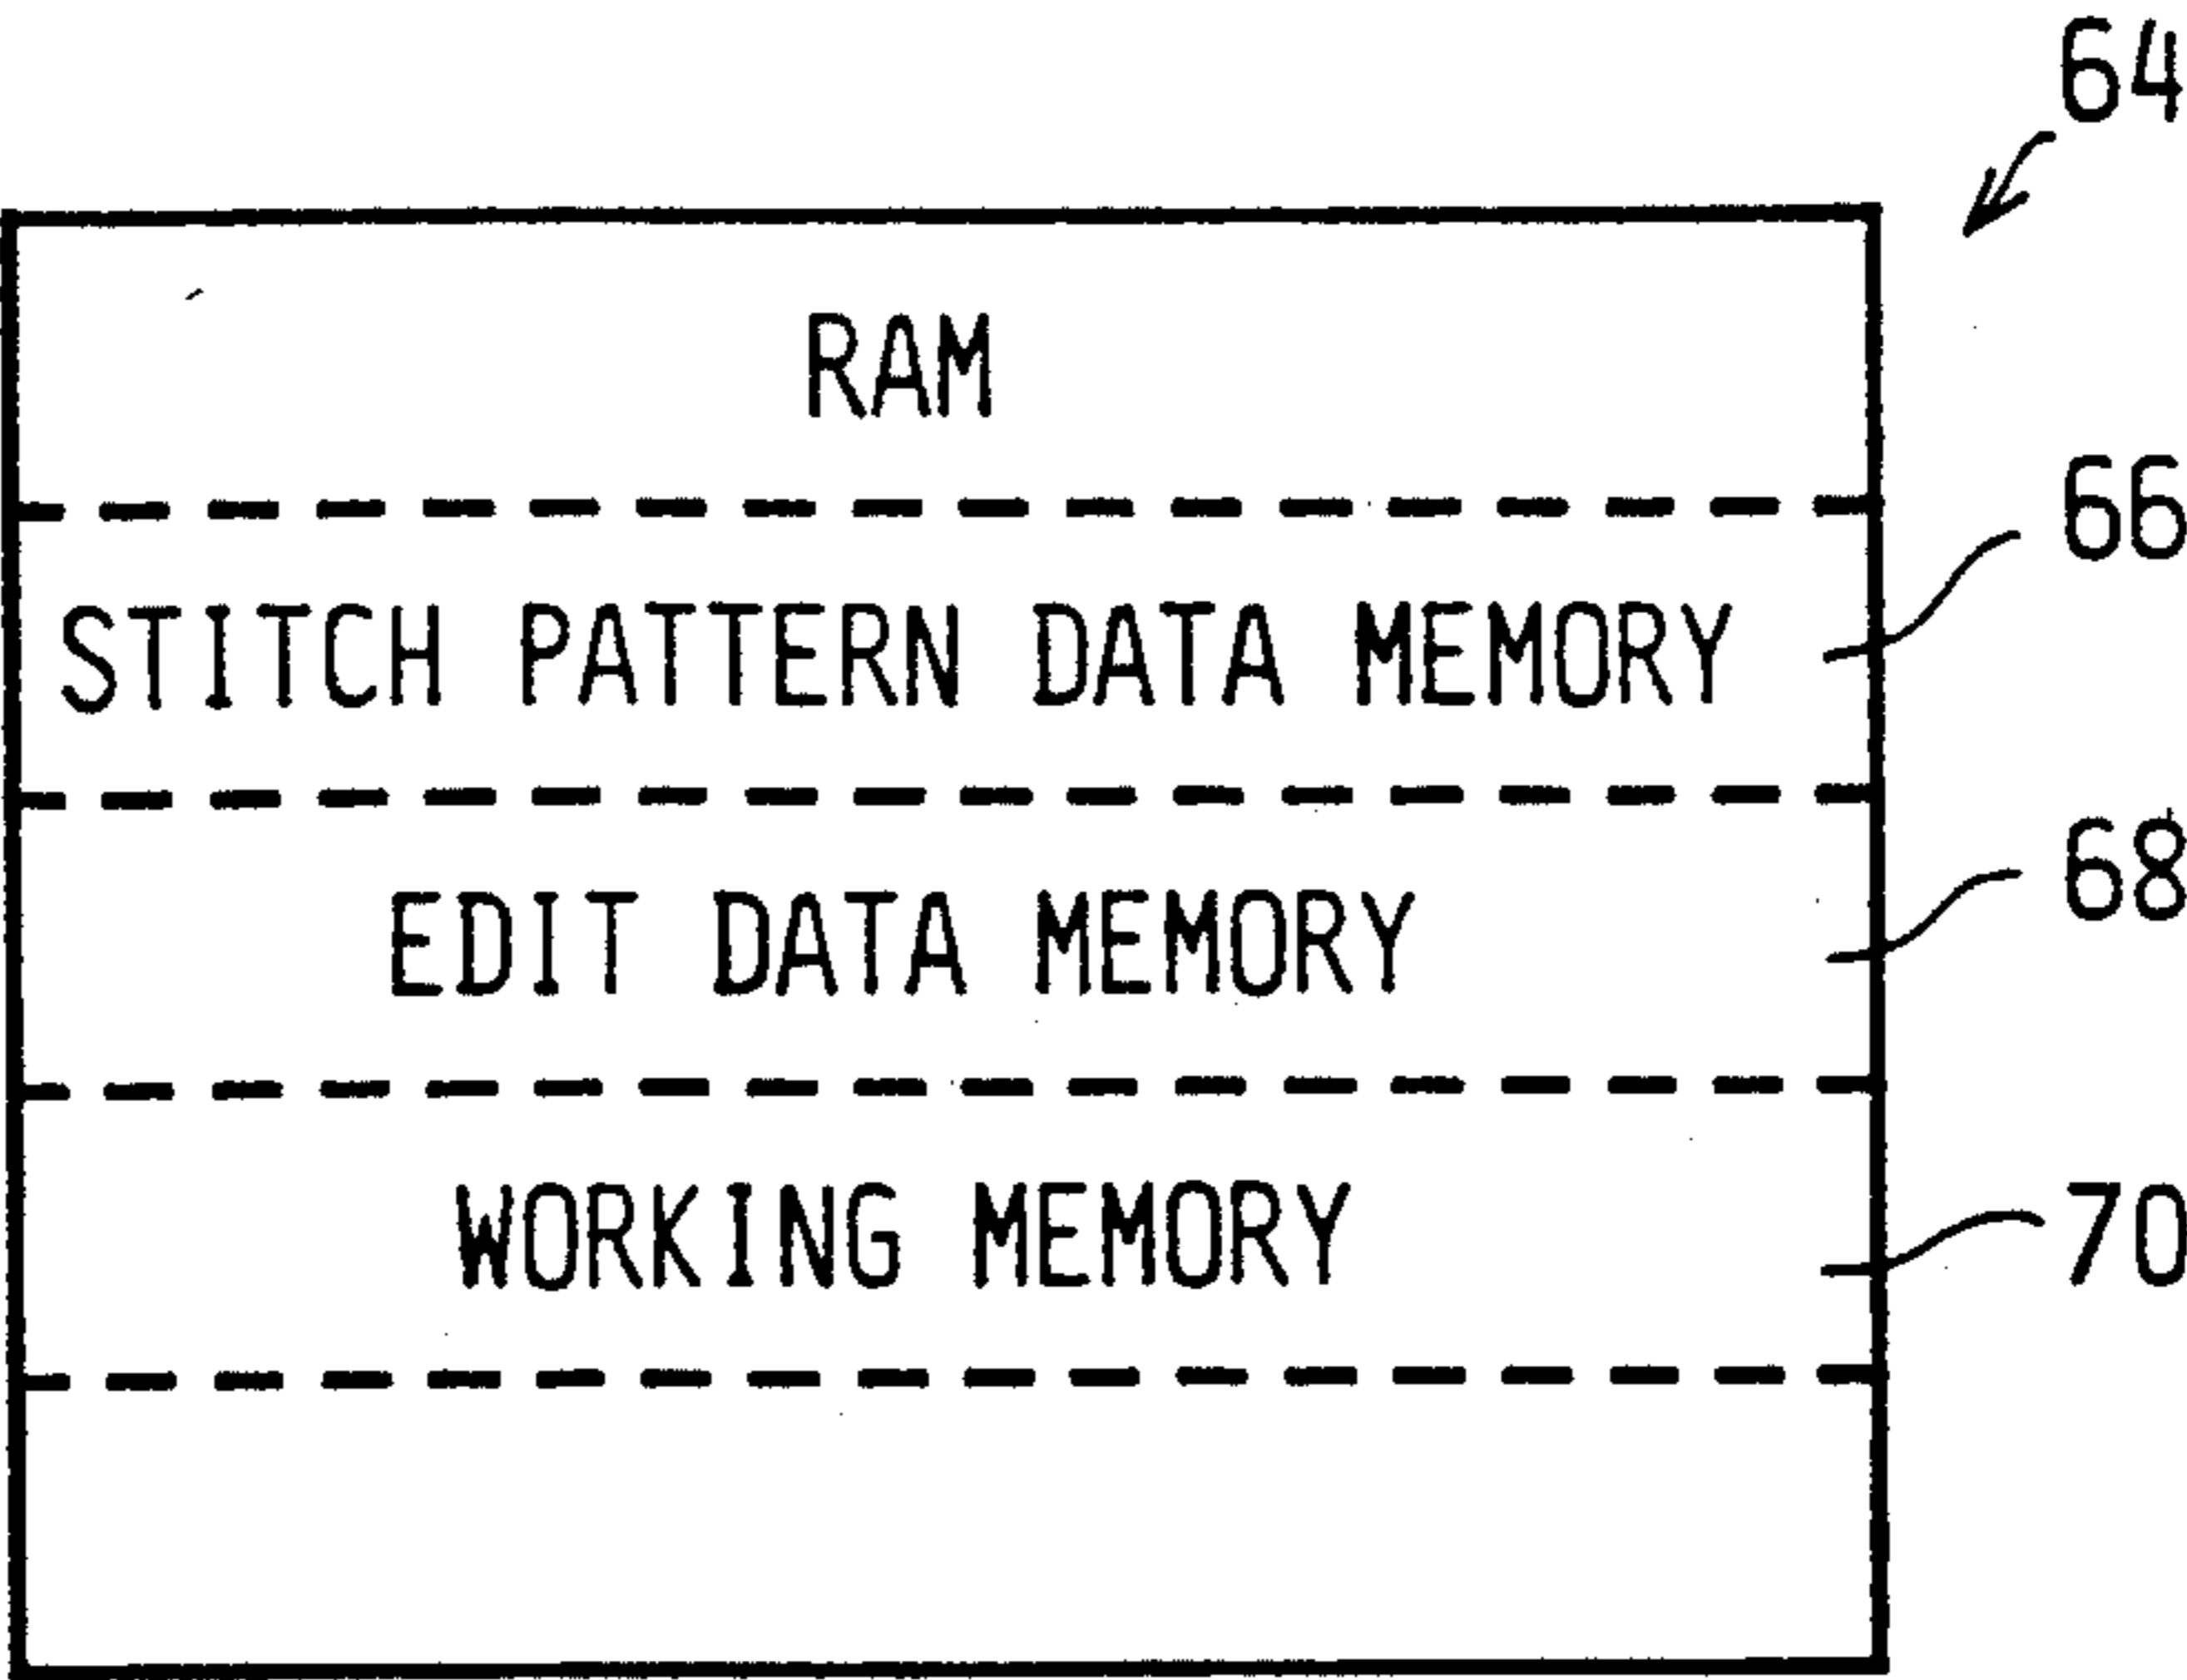 64
RAM
66
STITCH PATTERN DATA MEMORY
68
EDIT DATA MEMORY
WORKING MEMORY
70